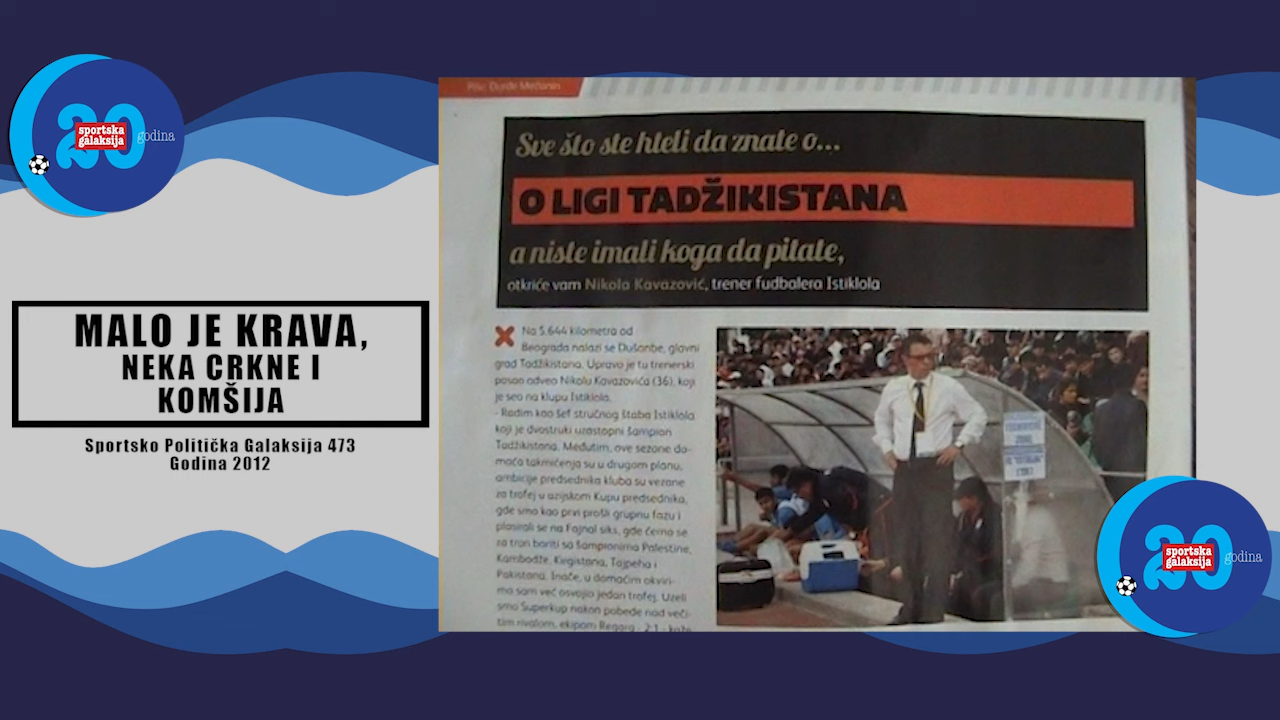 20
sportska
galaksija
godina
MALO JE KRAVA,
NEKA CRKNE I
KOMŠIJA
Sportsko Politička Galaksija 473
Godina 2012
Piše:
Sve što ste hteli da znate o...
O LIGI TADŽIKISTANA
a niste imali koga da pitate,
otkriće vam Nikola Kavazović, trener fudbalera Istiklola
Na 5.644 kilometra od
Beograda nalazi se Dušanbe, glavni
grad Tadžikistana. Upravo je tu trenerski
posao odveo Nikolu Kavazovića (36), koji
je seo na klupu Istiklola.
- Radim kao šef stručnog štaba Istiklola
koji je dvostruki uzastopni šampion
Tadžikistana. Međutim, ove sezone do-
maća takmičenja su u drugom planu,
ambicije predsednika kluba su vezane
za trofej u azijskom Kupu predsednika,
gde smo kao prvi prošli grupnu fazu i
plasirali se na Fajnal siks, gde ćemo se
za tron boriti sa šampionima Palestine,
Kambodže, Kirgistana, Tajpeha i
Pakistana. Inače, u domaćim okviri-
ma sam već osvojio jedan trofej. Uzeli
smo Superkup nakon pobede nad veči-
tim rivalom, ekipom Regara - 2:1 - kaže
20
sportska
galaksija
godina